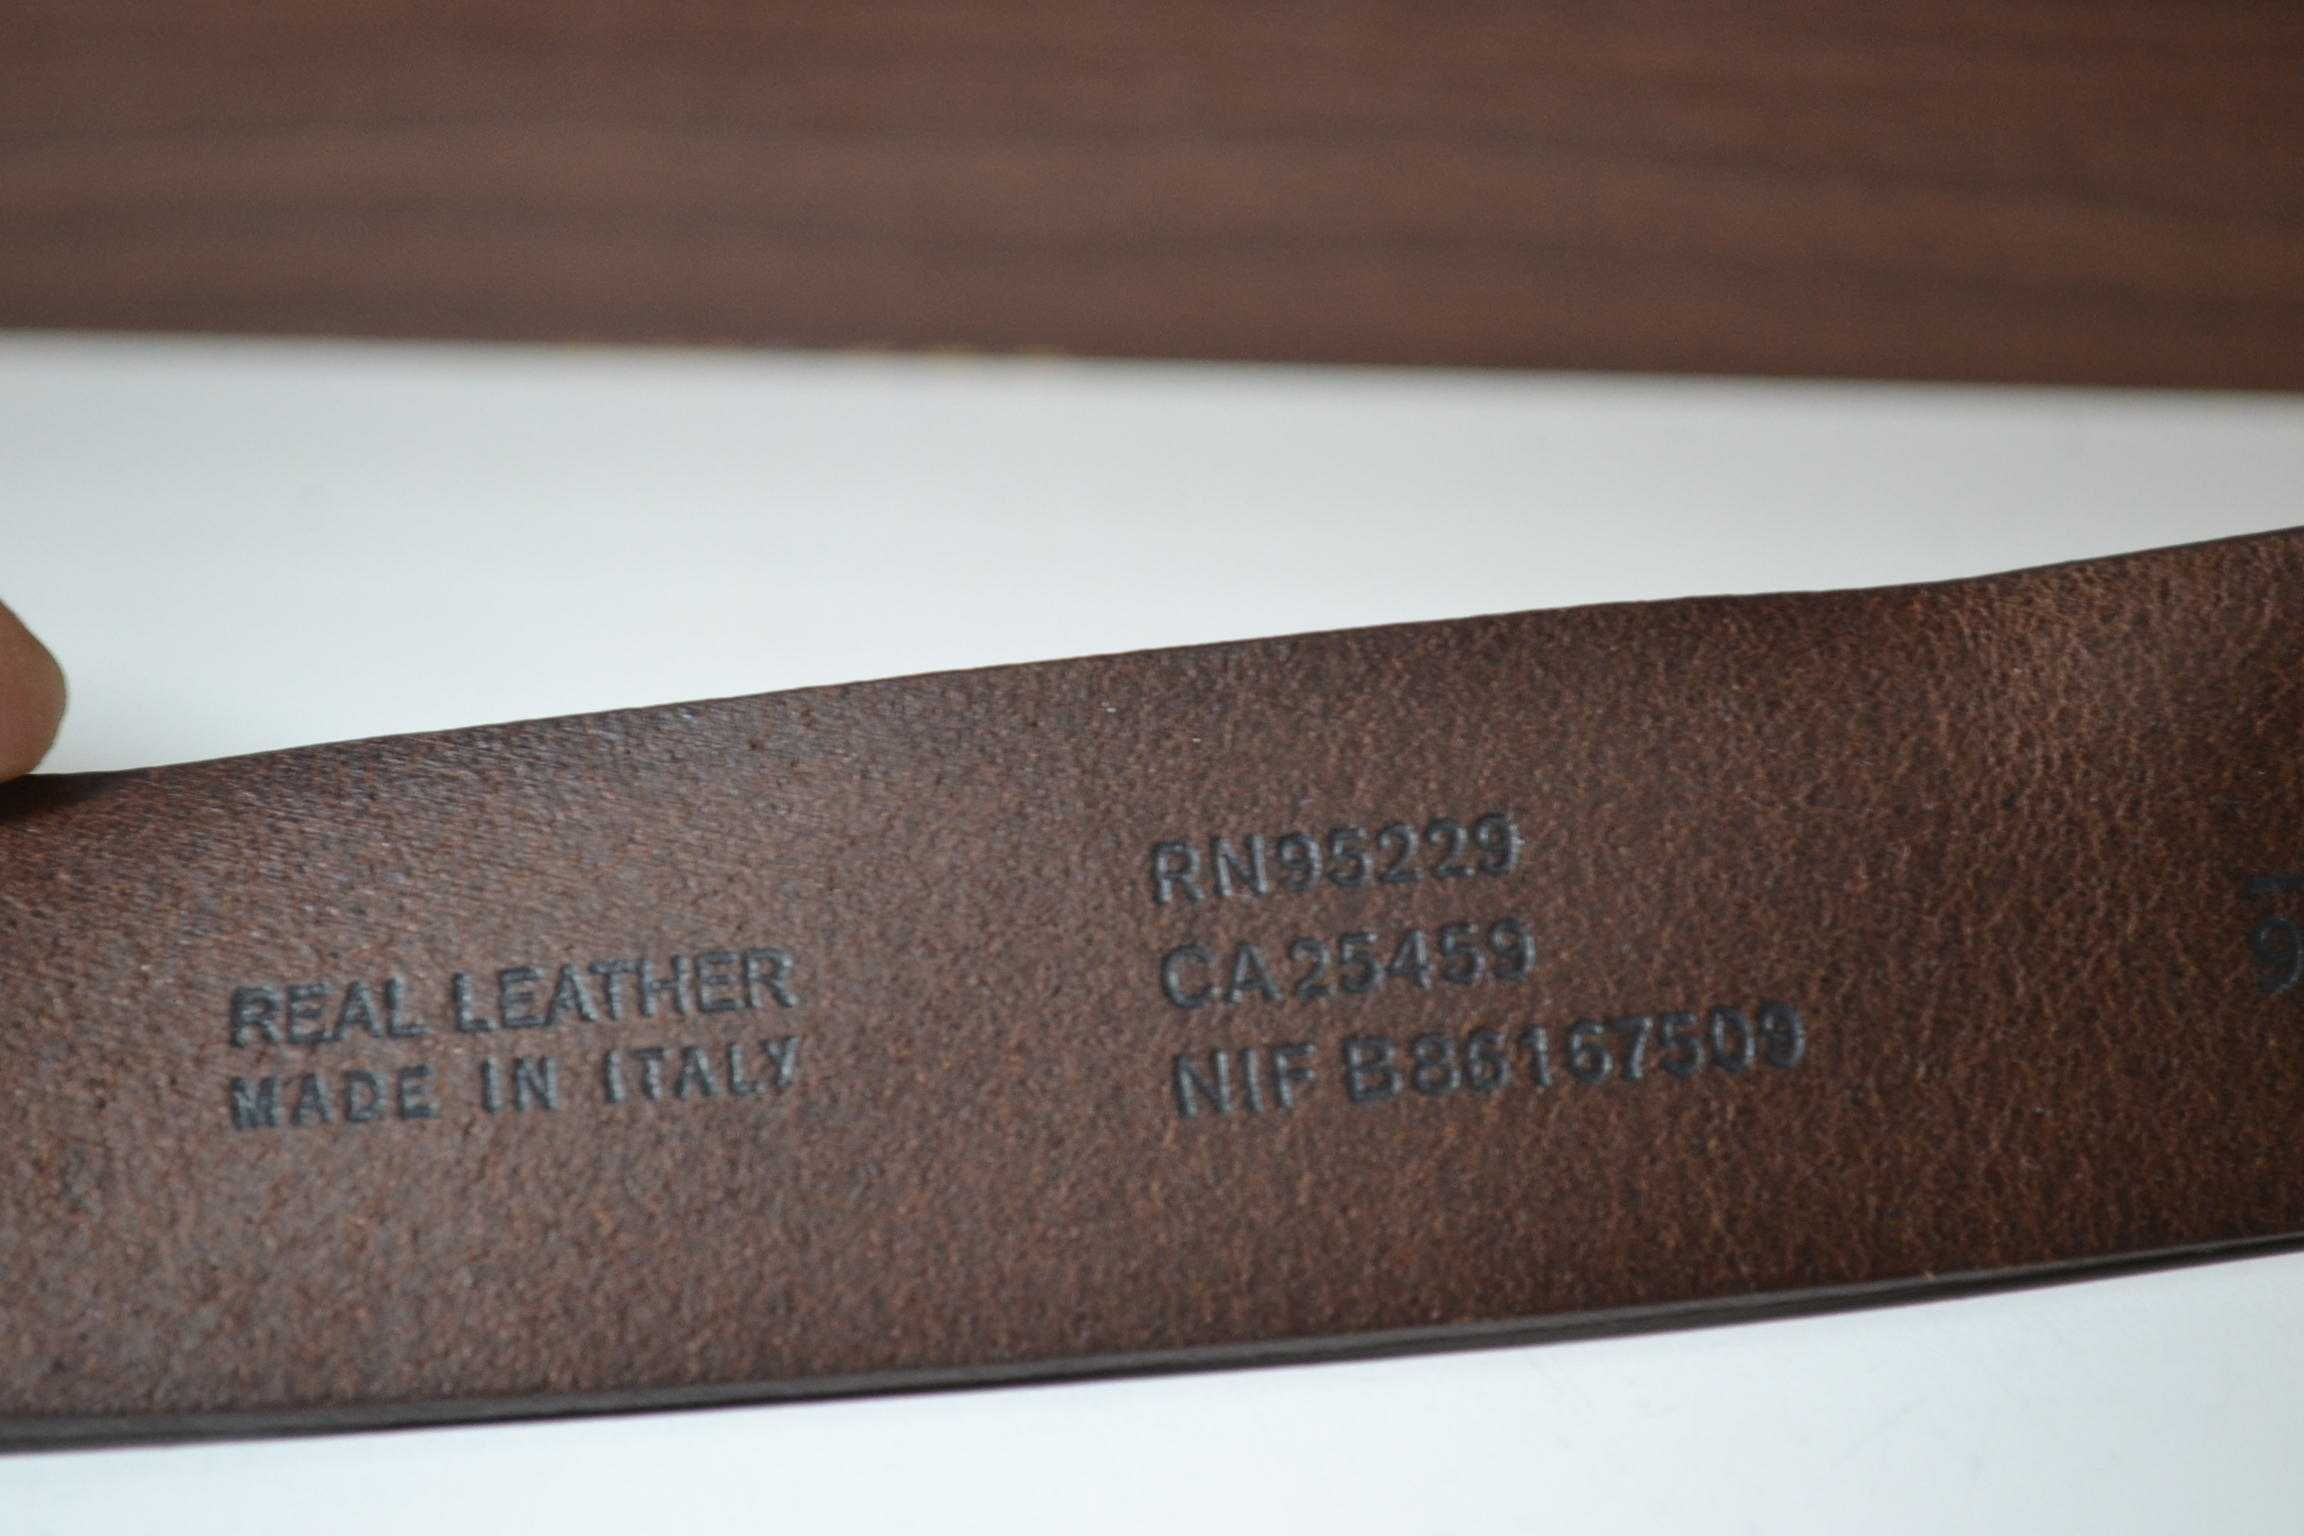 REAL LEATHER
MADE IN ITALY
RN95229
CA25459
NIF B86167509